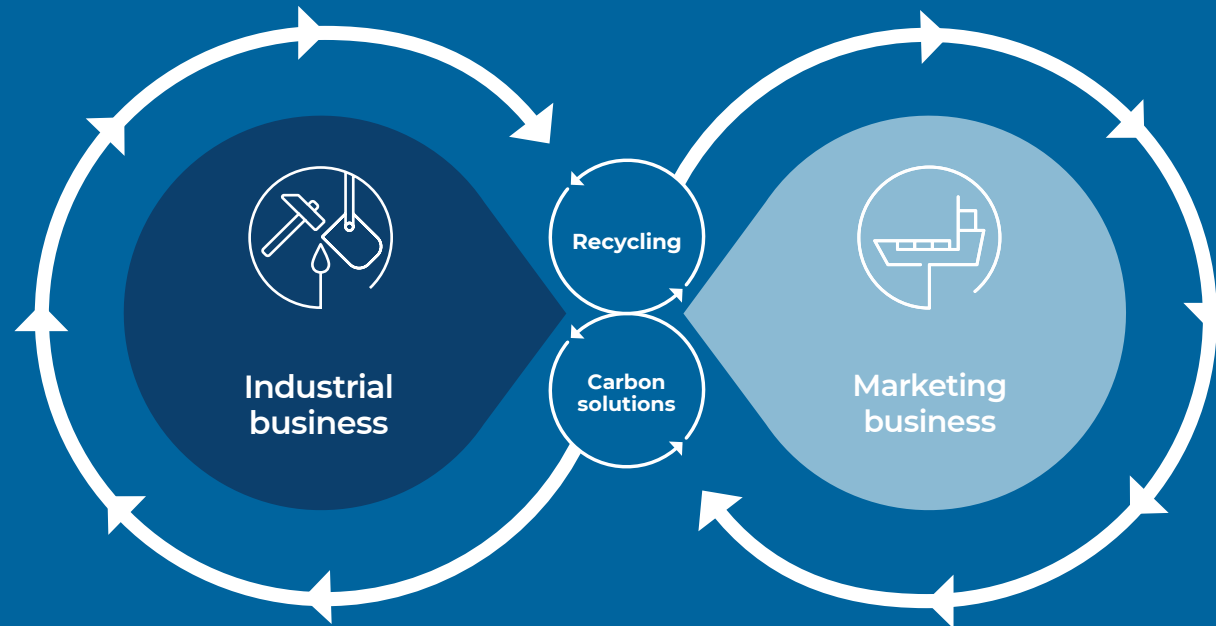 Recycling
Industrial
business
Carbon
solutions
Marketing
business